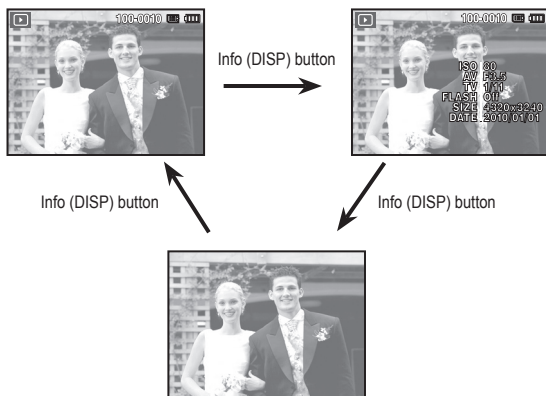 100-0010
Info (DISP) button
100-0010
ISO 80
AV F3.5
TV 1/11
FLASH Off
SIZE 4320x3240
DATE 2010/01/01
Info (DISP) button
Info (DISP) button